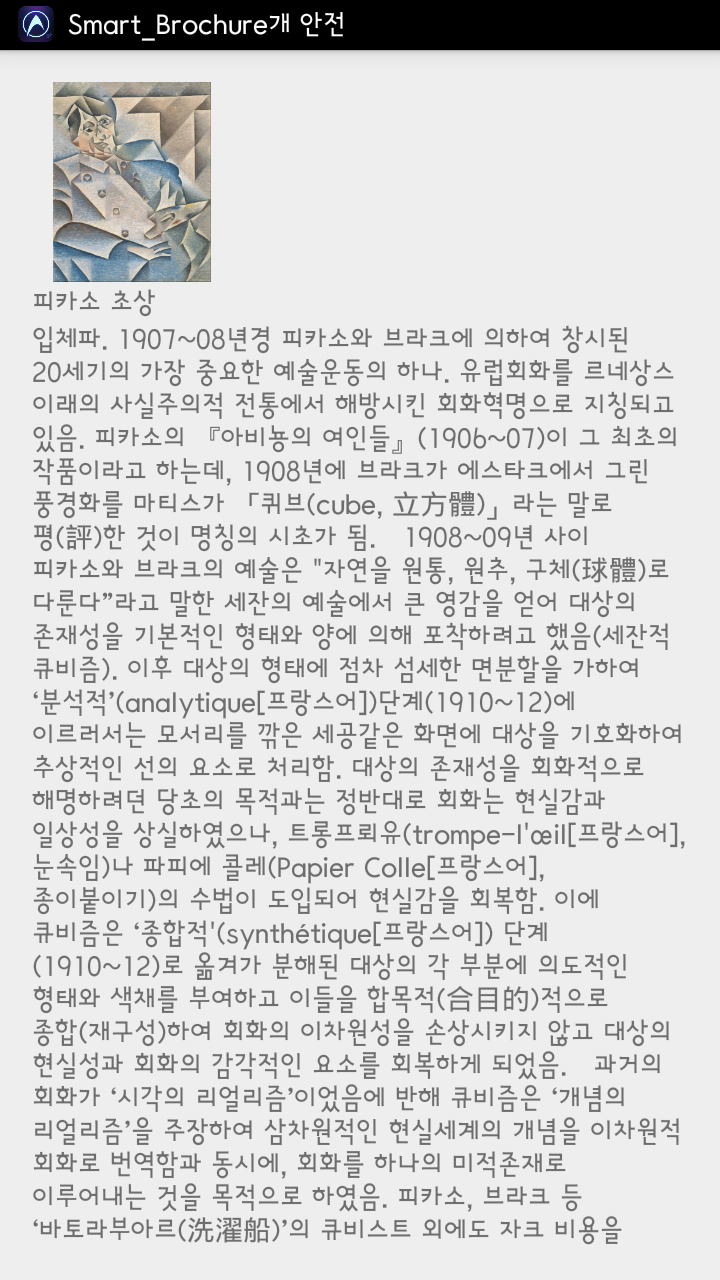 Smart_Brochure개 안전
피카소 초상
입체파. 1907~08년경 피카소와 브라크에 의하여 창시된
20세기의 가장 중요한 예술운동의 하나. 유럽회화를 르네상스
이래의 사실주의적 전통에서 해방시킨 회화혁명으로 지칭되고
있음. 피카소의 『아비뇽의 여인들』(1906~07)이 그 최초의
작품이라고 하는데, 1908년에 브라크가 에스타크에서 그린
풍경화를 마티스가 「퀴브(cube, 立方體)」라는 말로
평(評)한 것이 명칭의 시초가 됨.   1908~09년 사이
피카소와 브라크의 예술은 "자연을 원통, 원추, 구체(球體)로
다룬다”라고 말한 세잔의 예술에서 큰 영감을 얻어 대상의
존재성을 기본적인 형태와 양에 의해 포착하려고 했음(세잔적
큐비즘). 이후 대상의 형태에 점차 섬세한 면분할을 가하여
‘분석적’(analytique[프랑스어])단계(1910~12)에
이르러서는 모서리를 깎은 세공같은 화면에 대상을 기호화하여
추상적인 선의 요소로 처리함. 대상의 존재성을 회화적으로
해명하려던 당초의 목적과는 정반대로 회화는 현실감과
일상성을 상실하였으나, 트롱프뢰유(trompe-l'œil[프랑스어],
눈속임)나 파피에 콜레(Papier Colle[프랑스어],
종이붙이기)의 수법이 도입되어 현실감을 회복함. 이에
큐비즘은 ‘종합적'(synthétique[프랑스어]) 단계
(1910~12)로 옮겨가 분해된 대상의 각 부분에 의도적인
형태와 색채를 부여하고 이들을 합목적(合目的)적으로
종합(재구성)하여 회화의 이차원성을 손상시키지 않고 대상의
현실성과 회화의 감각적인 요소를 회복하게 되었음.   과거의
회화가 ‘시각의 리얼리즘’이었음에 반해 큐비즘은 ‘개념의
리얼리즘’을 주장하여 삼차원적인 현실세계의 개념을 이차원적
회화로 번역함과 동시에, 회화를 하나의 미적존재로
이루어내는 것을 목적으로 하였음. 피카소, 브라크 등
‘바토라부아르(洗濯船)’의 큐비스트 외에도 자크 비용을